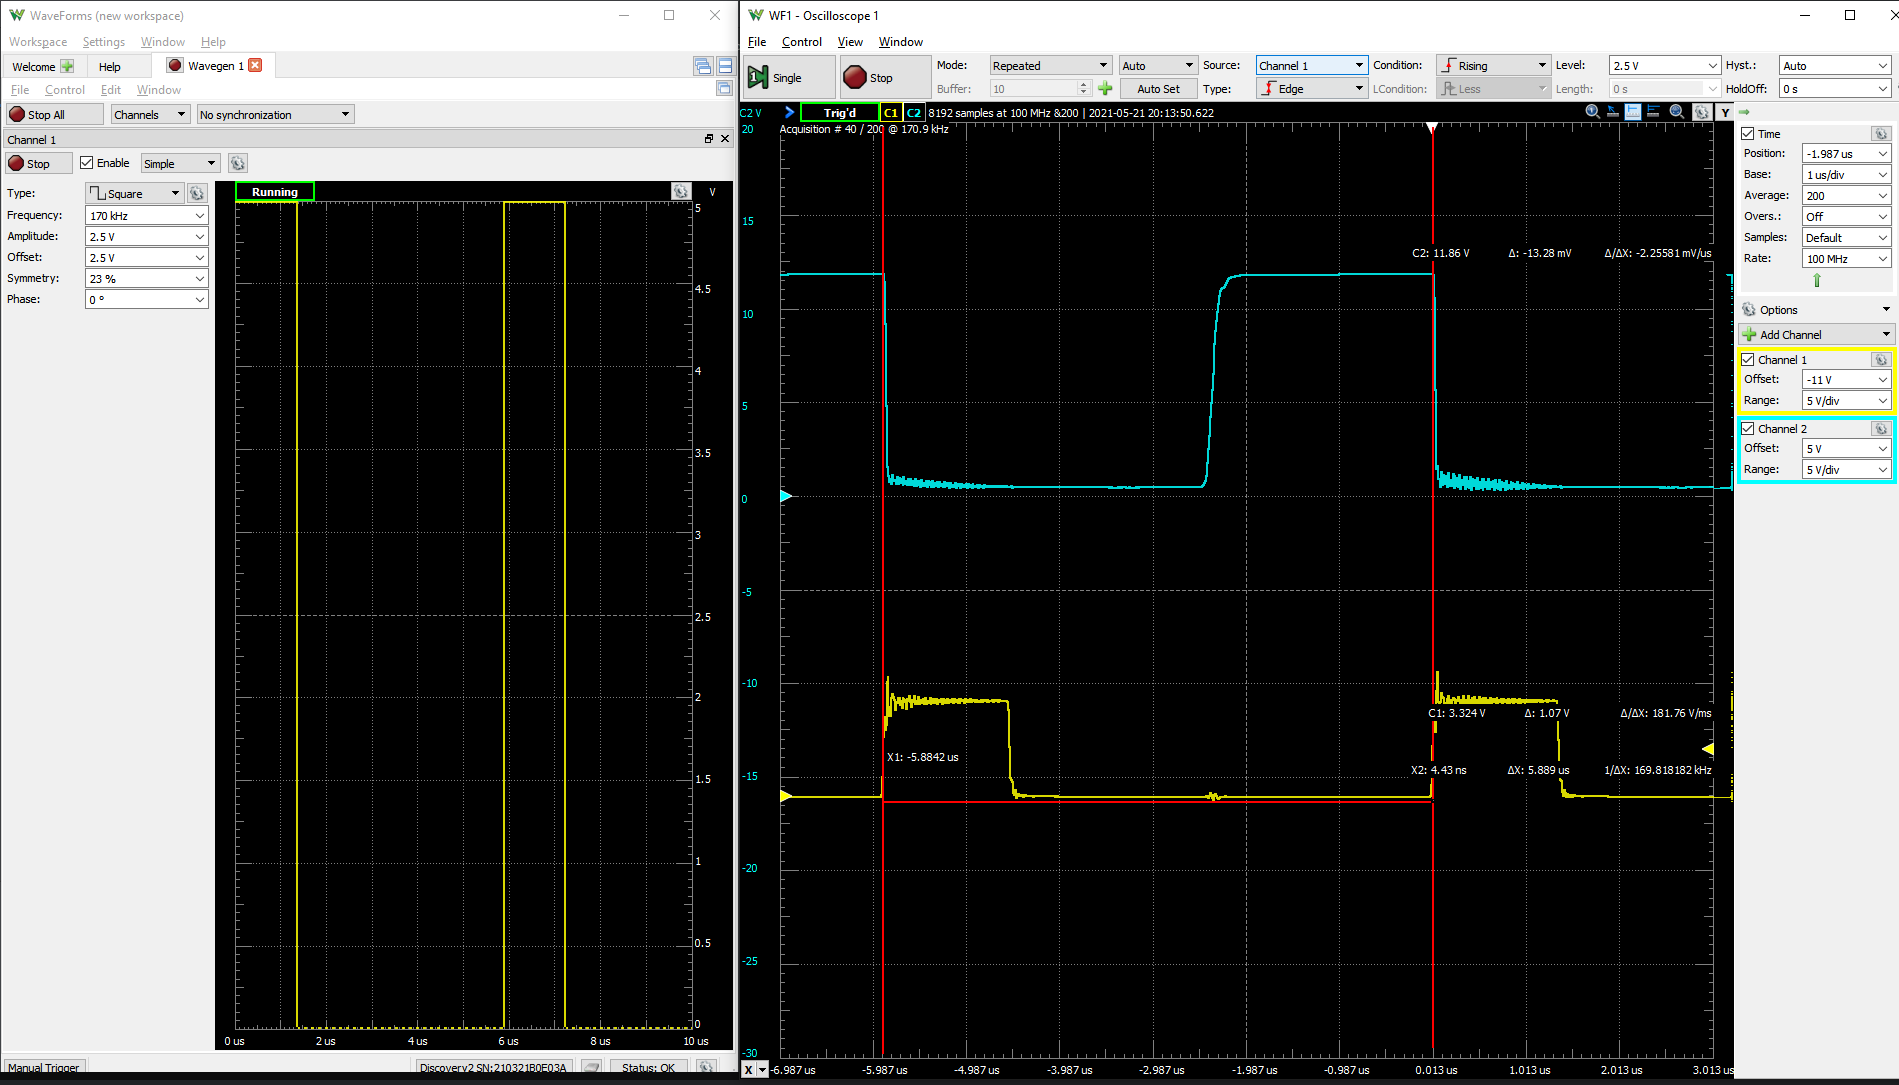 WaveForms (new workspace)
Workspace Settings Window Help
Welcome Help Wavegen 1
File Control Edit Window
Stop All Channels No synchronization
Channel 1
Stop Enable Simple
Type: Square
Frequency: 170 kHz
Amplitude: 2.5 V
Offset: 2.5 V
Symmetry: 23 %
Phase: 0 °
Running V
5
4.5
4
3.5
3
2.5
2
1.5
1
0.5
0
0 us 2 us 4 us 6 us 8 us 10 us
Manual Trigger Discovery2 SN:210321B0E03A Status: OK
WF1 - Oscilloscope 1
File Control View Window
Single Stop Mode: Repeated Auto Source: Channel 1 Condition: Rising Level: 2.5 V Hyst.: Auto
Buffer: 10 Auto Set Type: Edge LCondition: Less Length: 0 s HoldOff: 0 s
C2 V Trig'd C1 C2 8192 samples at 100 MHz &200 | 2021-05-21 20:13:50.622 Y
Acquisition # 40 / 200 @ 170.9 kHz
20
15
10
5
0
-5
-10
-15
-20
-25
-30
C2: 11.86 V Δ: -13.28 mV Δ/ΔX: -2.25581 mV/us
C1: 3.324 V Δ: 1.07 V Δ/ΔX: 181.76 V/ms
X1: -5.8842 us
X2: 4.43 ns ΔX: 5.889 us 1/ΔX: 169.818182 kHz
X -6.987 us -5.987 us -4.987 us -3.987 us -2.987 us -1.987 us -0.987 us 0.013 us 1.013 us 2.013 us 3.013 us
Time
Position: -1.987 us
Base: 1 us/div
Average: 200
Overs.: Off
Samples: Default
Rate: 100 MHz
Options
Add Channel
Channel 1
Offset: -11 V
Range: 5 V/div
Channel 2
Offset: 5 V
Range: 5 V/div